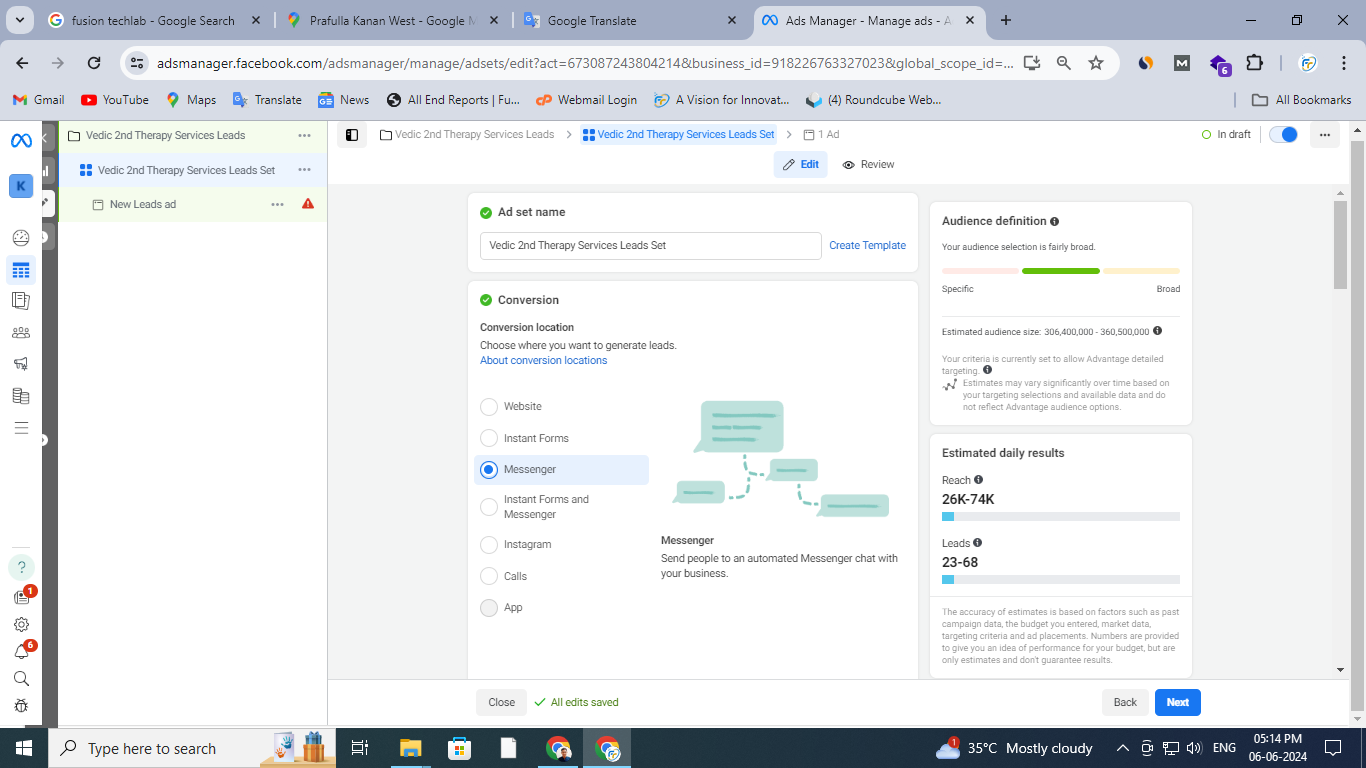 fusion techlab - Google Search
Prafulla Kanan West - Google M
Google Translate
Ads Manager - Manage ads - A
adsmanager.facebook.com/adsmanager/manage/adsets/edit?act=673087243804214&business_id=918226763327023&global_scope_id=...
6
Gmail
YouTube
Maps
Translate
News
All End Reports | Fu...
Webmail Login
A Vision for Innovat...
(4) Roundcube Web...
All Bookmarks
Vedic 2nd Therapy Services Leads
Vedic 2nd Therapy Services Leads Set
New Leads ad
K
?
1
6
Vedic 2nd Therapy Services Leads
Vedic 2nd Therapy Services Leads Set
1 Ad
In draft
Edit
Review
Ad set name
Vedic 2nd Therapy Services Leads Set
Create Template
Conversion
Conversion location
Choose where you want to generate leads.
About conversion locations
Website
Instant Forms
Messenger
Instant Forms and
Messenger
Instagram
Calls
App
Messenger
Send people to an automated Messenger chat with
your business.
Audience definition
Your audience selection is fairly broad.
Specific
Broad
Estimated audience size: 306,400,000 - 360,500,000
Your criteria is currently set to allow Advantage detailed
targeting.
Estimates may vary significantly over time based on
your targeting selections and available data and do
not reflect Advantage audience options.
Estimated daily results
Reach
26K-74K
Leads
23-68
The accuracy of estimates is based on factors such as past
campaign data, the budget you entered, market data,
targeting criteria and ad placements. Numbers are provided
to give you an idea of performance for your budget, but are
only estimates and don't guarantee results.
Close
All edits saved
Back
Next
Type here to search
1
35°C Mostly cloudy
ENG
05:14 PM
06-06-2024